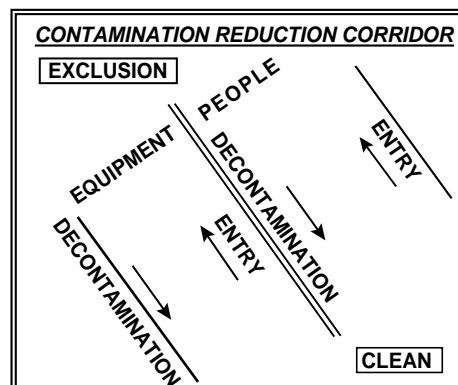 CONTAMINATION REDUCTION CORRIDOR
EXCLUSION
PEOPLE
EQUIPMENT
DECONTAMINATION
ENTRY
DECONTAMINATION
ENTRY
CLEAN